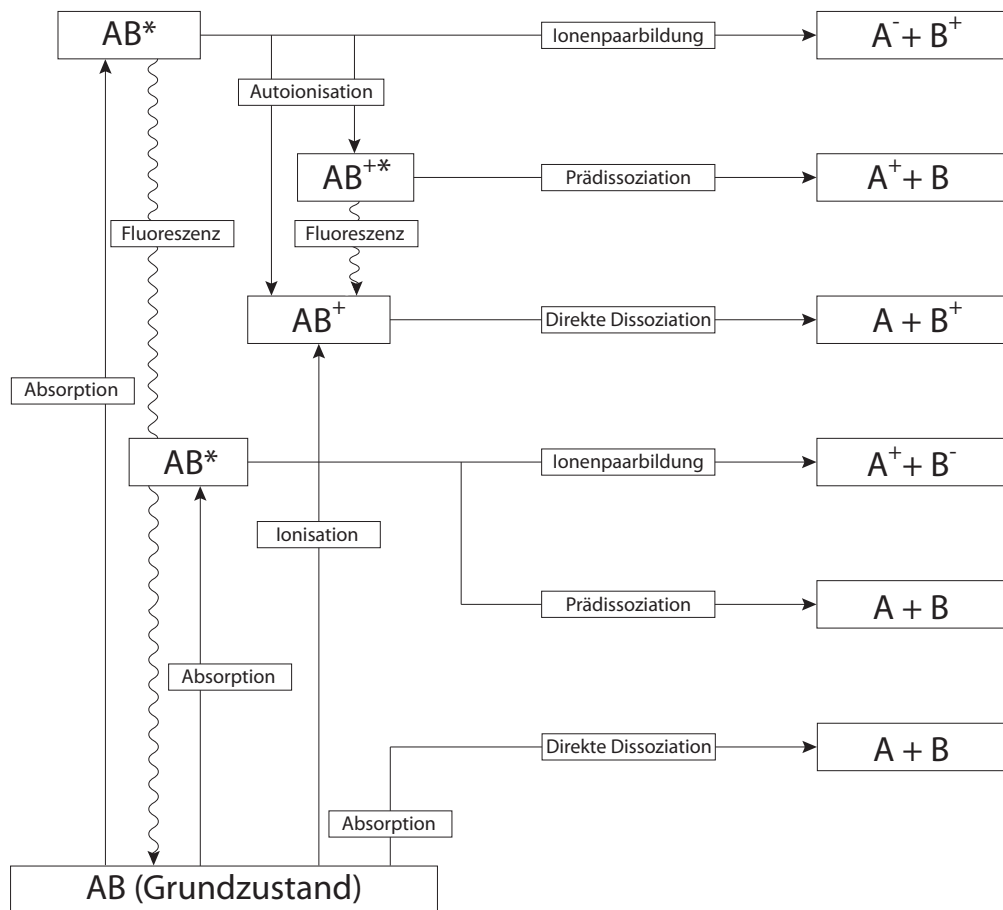 AB*
Ionenpaarbildung
A⁻ + B⁺
Autoionisation
AB⁺*
Prädissoziation
A⁺ + B
Fluoreszenz
Fluoreszenz
AB⁺
Direkte Dissoziation
A + B⁺
Absorption
AB*
Ionenpaarbildung
A⁺ + B⁻
Ionisation
Prädissoziation
A + B
Absorption
Direkte Dissoziation
A + B
Absorption
AB (Grundzustand)